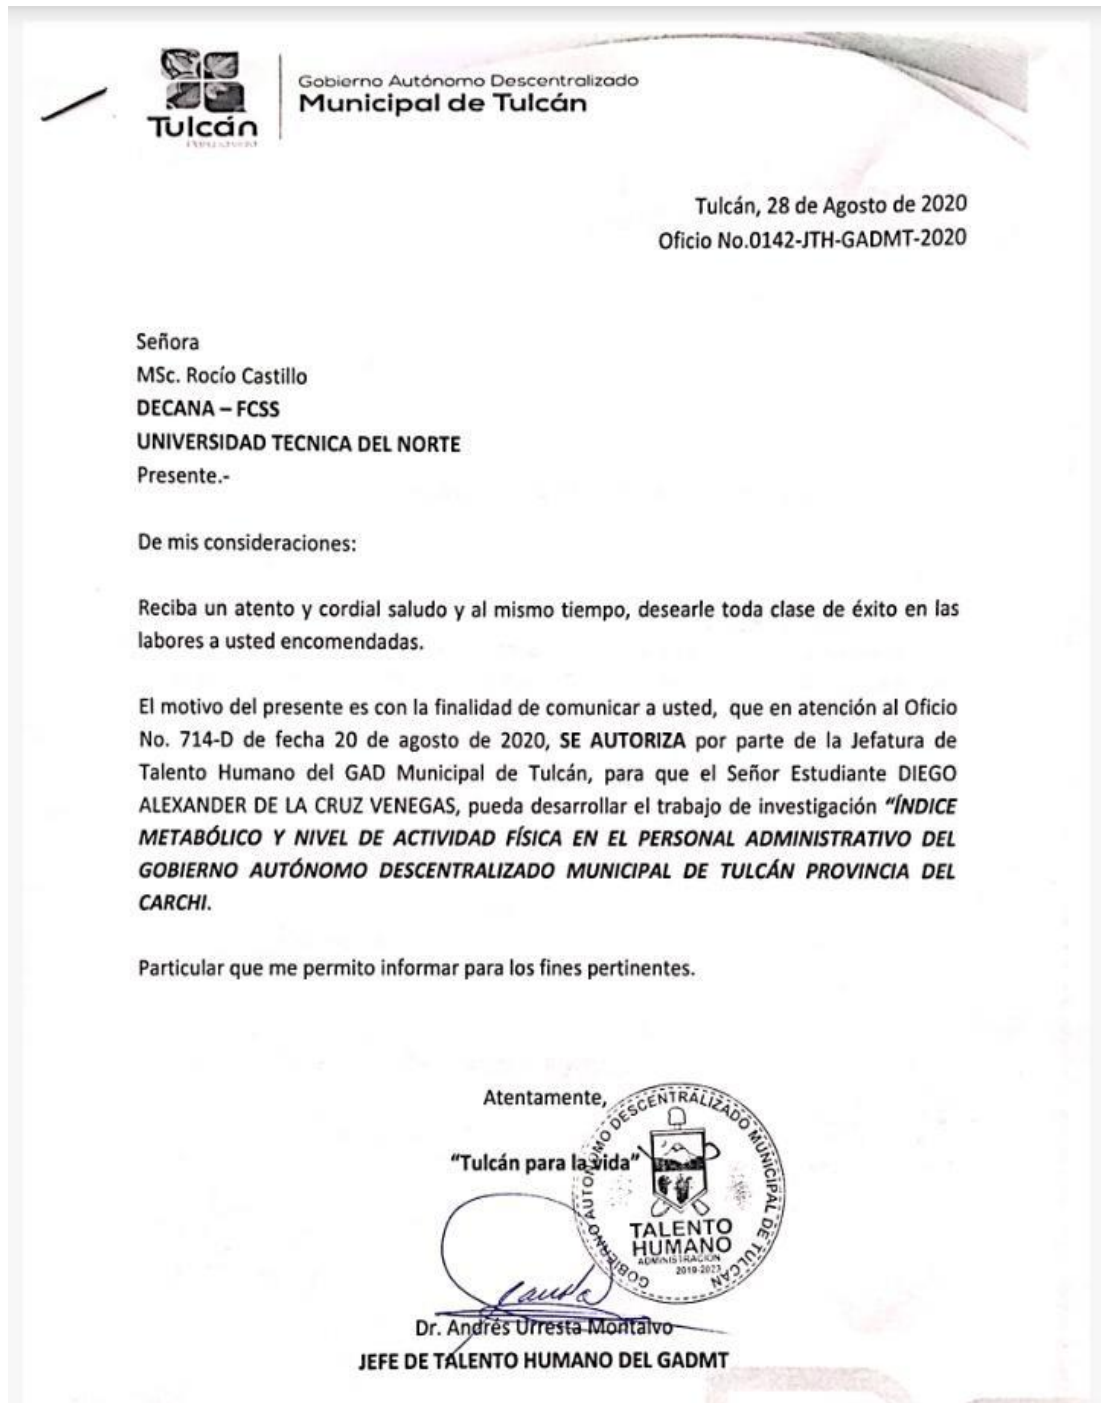 Tulcán
Gobierno Autónomo Descentralizado
Municipal de Tulcán
Tulcán, 28 de Agosto de 2020
Oficio No.0142-JTH-GADMT-2020
Señora
MSc. Rocío Castillo
DECANA – FCSS
UNIVERSIDAD TECNICA DEL NORTE
Presente.-
De mis consideraciones:
Reciba un atento y cordial saludo y al mismo tiempo, desearle toda clase de éxito en las
labores a usted encomendadas.
El motivo del presente es con la finalidad de comunicar a usted, que en atención al Oficio
No. 714-D de fecha 20 de agosto de 2020, SE AUTORIZA por parte de la Jefatura de
Talento Humano del GAD Municipal de Tulcán, para que el Señor Estudiante DIEGO
ALEXANDER DE LA CRUZ VENEGAS, pueda desarrollar el trabajo de investigación “ÍNDICE
METABÓLICO Y NIVEL DE ACTIVIDAD FÍSICA EN EL PERSONAL ADMINISTRATIVO DEL
GOBIERNO AUTÓNOMO DESCENTRALIZADO MUNICIPAL DE TULCÁN PROVINCIA DEL
CARCHI.
Particular que me permito informar para los fines pertinentes.
Atentamente,
“Tulcán para la vida”
GOBIERNO AUTONOMO DESCENTRALIZADO MUNICIPAL DE TULCAN
TALENTO
HUMANO
ADMINISTRACION
2019-2023
Dr. Andrés Urresta Montalvo
JEFE DE TALENTO HUMANO DEL GADMT